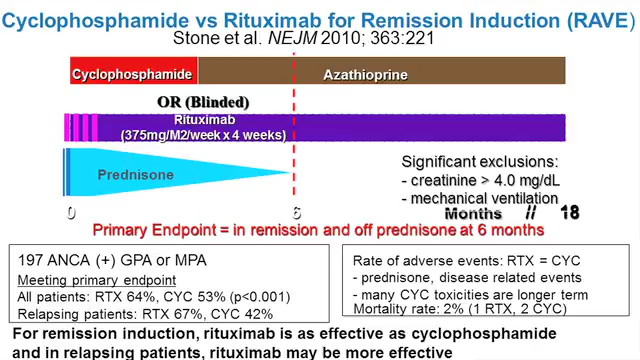 Cyclophosphamide vs Rituximab for Remission Induction (RAVE)
Stone et al. NEJM 2010; 363:221
Cyclophosphamide
Azathioprine
OR (Blinded)
Rituximab
(375mg/M2/week x 4 weeks)
Prednisone
Significant exclusions:
- creatinine > 4.0 mg/dL
- mechanical ventilation
0 6 Months // 18
Primary Endpoint = in remission and off prednisone at 6 months
197 ANCA (+) GPA or MPA
Meeting primary endpoint
All patients: RTX 64%, CYC 53% (p<0.001)
Relapsing patients: RTX 67%, CYC 42%
Rate of adverse events: RTX = CYC
- prednisone, disease related events
- many CYC toxicities are longer term
Mortality rate: 2% (1 RTX, 2 CYC)
For remission induction, rituximab is as effective as cyclophosphamide
and in relapsing patients, rituximab may be more effective